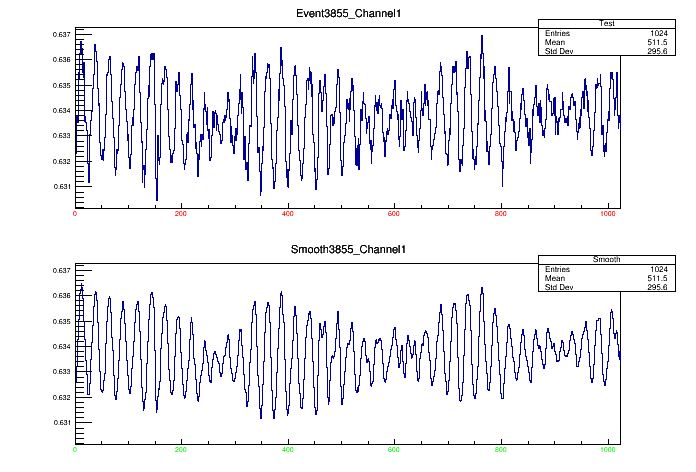 Event3855_Channel1
Test
Entries 1024
Mean 511.5
Std Dev 295.6
0.637
0.636
0.635
0.634
0.633
0.632
0.631
0 200 400 600 800 1000
Smooth3855_Channel1
Smooth
Entries 1024
Mean 511.5
Std Dev 295.6
0.637
0.636
0.635
0.634
0.633
0.632
0.631
0 200 400 600 800 1000